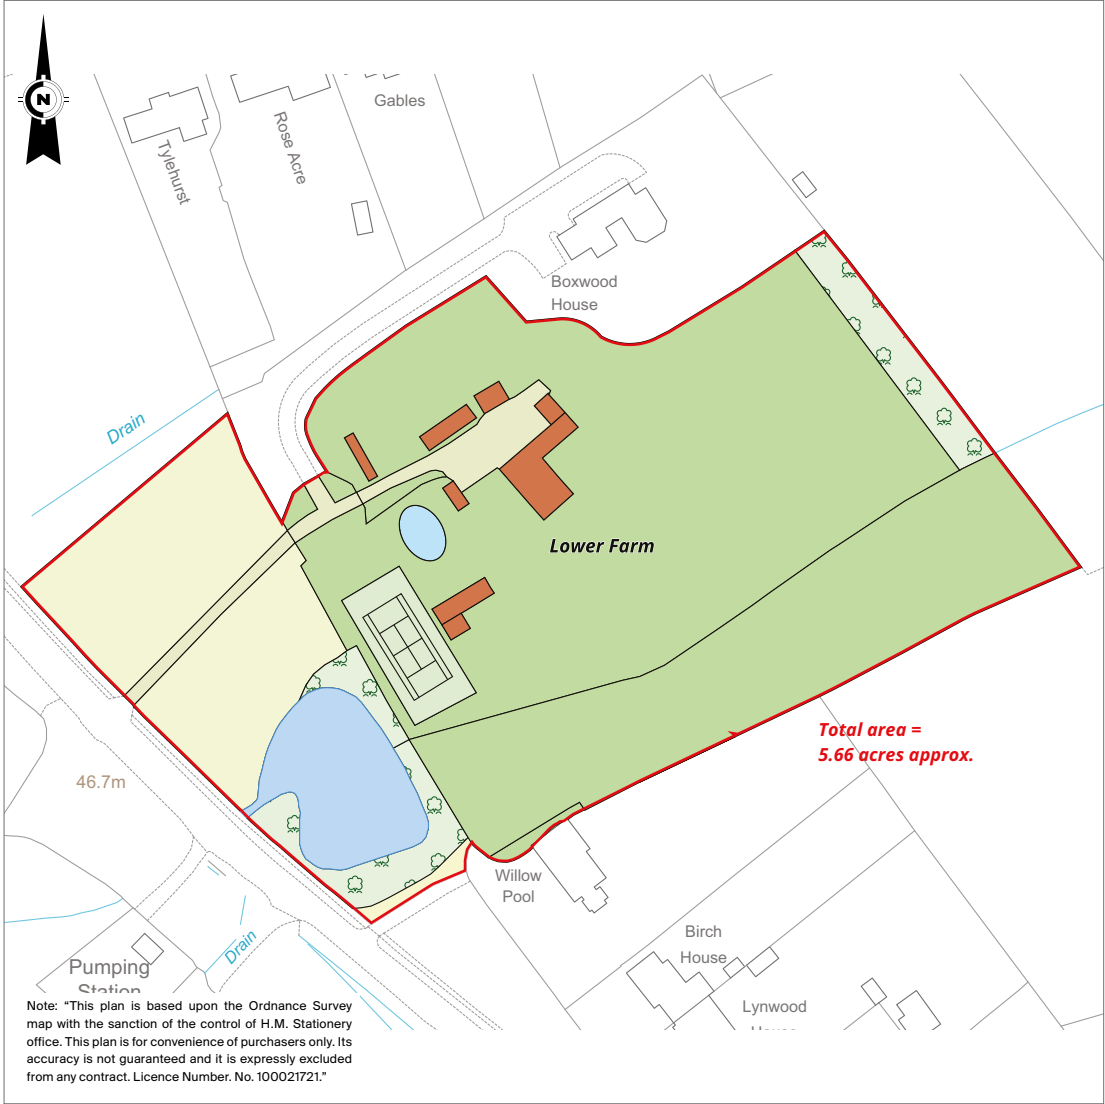 N
Gables
Tylehurst
Rose Acre
Boxwood
House
Drain
Lower Farm
Total area =
5.66 acres approx.
46.7m
Willow
Pool
Birch
House
Drain
Pumping
Station
Lynwood
House
Note: “This plan is based upon the Ordnance Survey
map with the sanction of the control of H.M. Stationery
office. This plan is for convenience of purchasers only. Its
accuracy is not guaranteed and it is expressly excluded
from any contract. Licence Number. No. 100021721.”